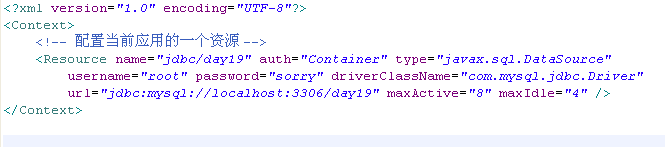 <?xml version="1.0" encoding="UTF-8"?>
<Context>
<!-- 配置当前应用的一个资源 -->
<Resource name="jdbc/day19" auth="Container" type="javax.sql.DataSource"
username="root" password="sorry" driverClassName="com.mysql.jdbc.Driver"
url="jdbc:mysql://localhost:3306/day19" maxActive="8" maxIdle="4" />
</Context>